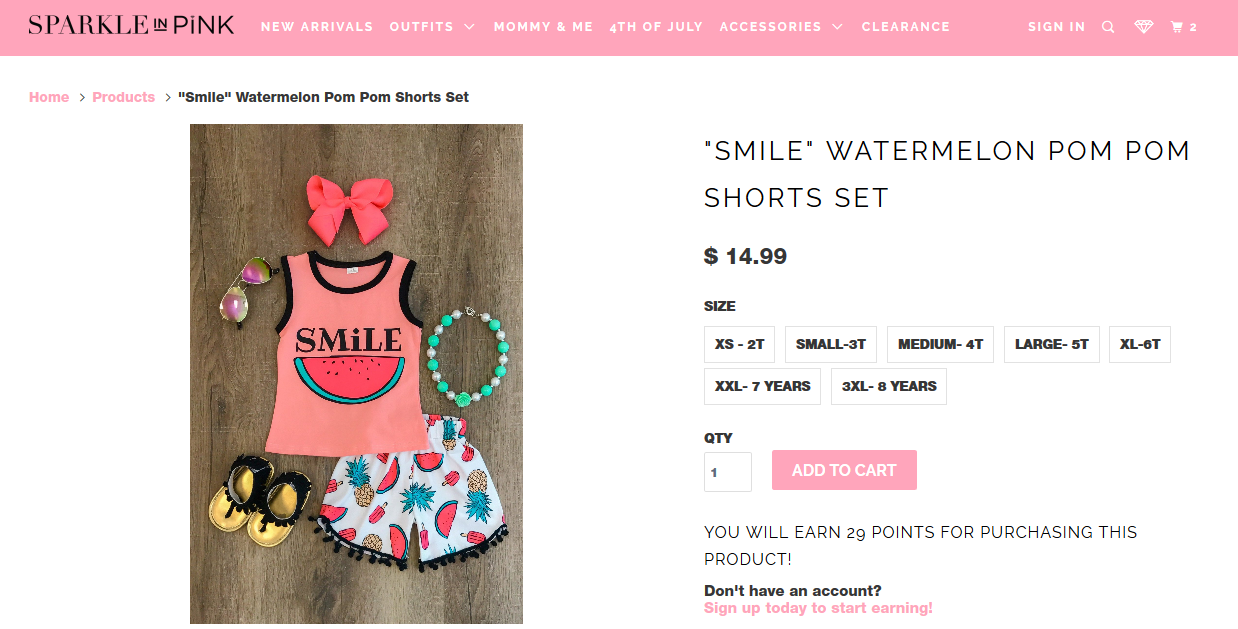 SPARKLE IN PINK
NEW ARRIVALS OUTFITS MOMMY & ME 4TH OF JULY ACCESSORIES CLEARANCE SIGN IN 2
Home > Products > "Smile" Watermelon Pom Pom Shorts Set
"SMILE" WATERMELON POM POM
SHORTS SET
$ 14.99
SIZE
XS - 2T SMALL-3T MEDIUM- 4T LARGE- 5T XL-6T
XXL- 7 YEARS 3XL- 8 YEARS
QTY
1 ADD TO CART
YOU WILL EARN 29 POINTS FOR PURCHASING THIS
PRODUCT!
Don't have an account?
Sign up today to start earning!
SMiLE